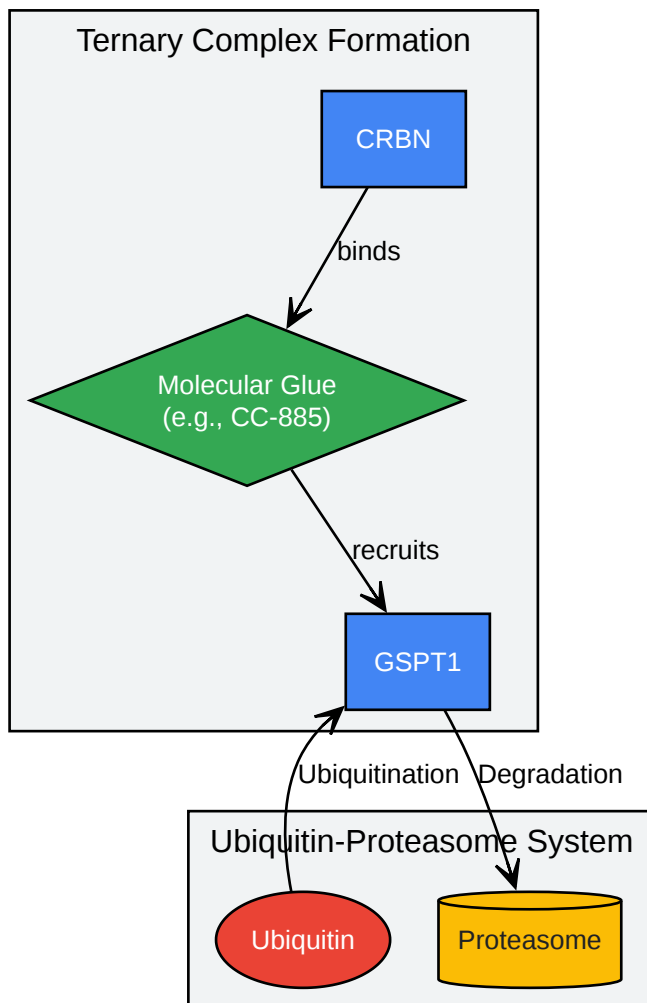 Ternary Complex Formation
CRBN
binds
Molecular Glue
(e.g., CC-885)
recruits
GSPT1
Ubiquitination
Degradation
Ubiquitin-Proteasome System
Ubiquitin
Proteasome